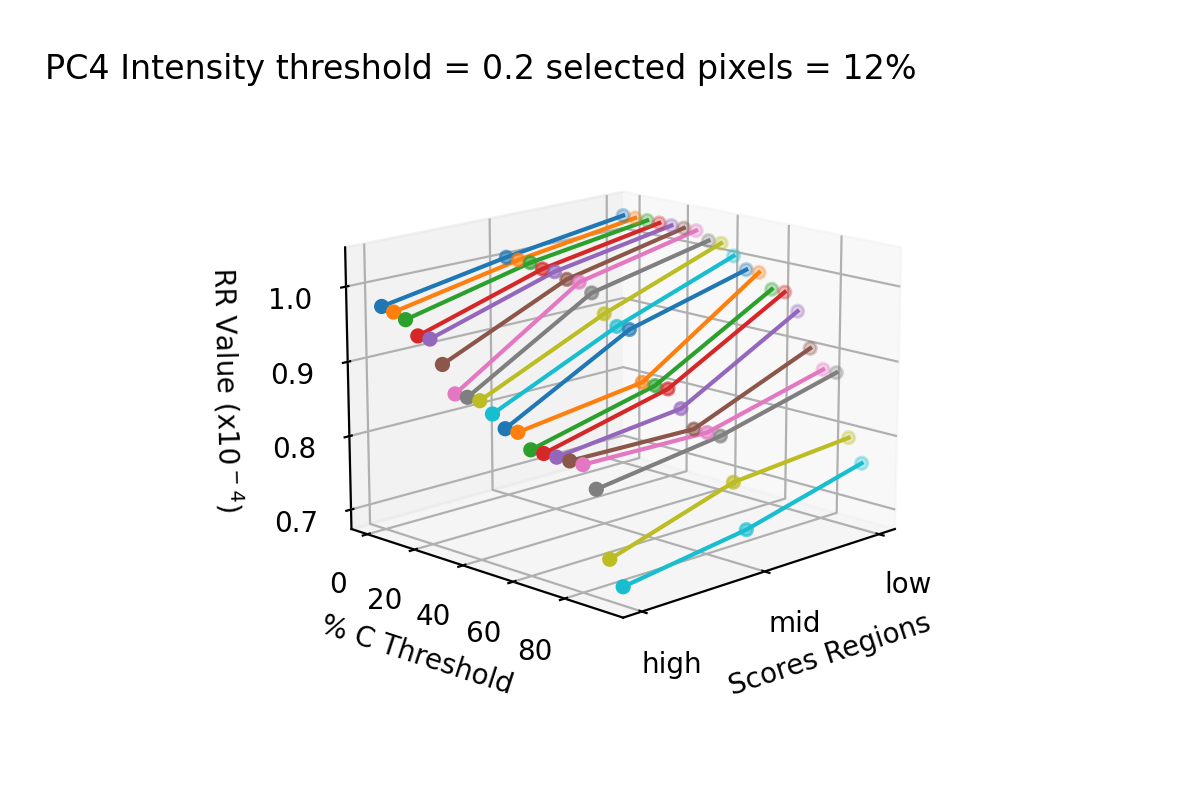 PC4 Intensity threshold = 0.2 selected pixels = 12%
RR Value (x10⁻⁴)
1.0
0.9
0.8
0.7
0
20
40
60
80
% C Threshold
high
mid
low
Scores Regions